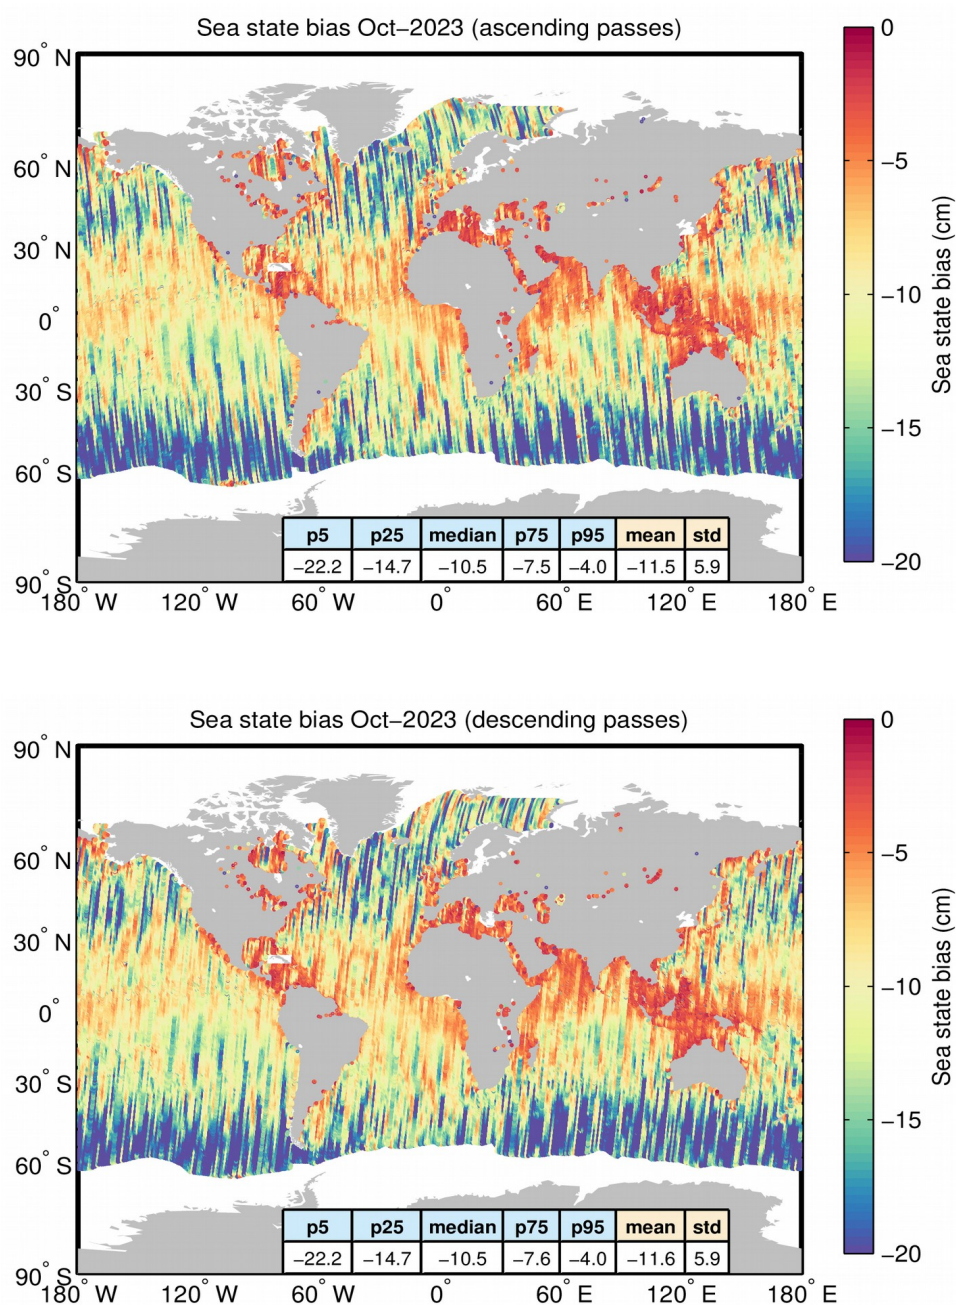 Sea state bias Oct−2023 (ascending passes)
90° N
60° N
30° N
0°
30° S
60° S
90° S
180° W 120° W 60° W 0° 60° E 120° E 180° E
0
−5
−10
−15
−20
Sea state bias (cm)
p5 p25 median p75 p95 mean std
−22.2 −14.7 −10.5 −7.5 −4.0 −11.5 5.9
Sea state bias Oct−2023 (descending passes)
90° N
60° N
30° N
0°
30° S
60° S
90° S
180° W 120° W 60° W 0° 60° E 120° E 180° E
0
−5
−10
−15
−20
Sea state bias (cm)
p5 p25 median p75 p95 mean std
−22.2 −14.7 −10.5 −7.6 −4.0 −11.6 5.9